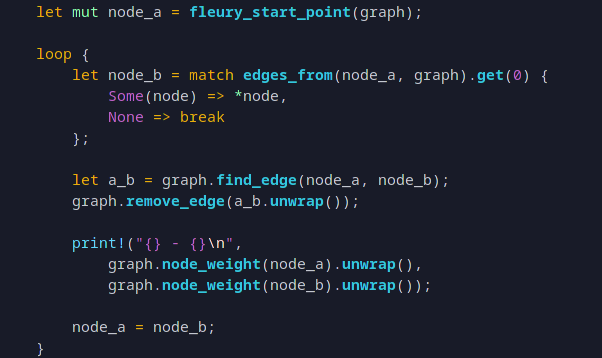 let mut node_a = fleury_start_point(graph);
loop {
let node_b = match edges_from(node_a, graph).get(0) {
Some(node) => *node,
None => break
};
let a_b = graph.find_edge(node_a, node_b);
graph.remove_edge(a_b.unwrap());
print!("{} - {}\n",
graph.node_weight(node_a).unwrap(),
graph.node_weight(node_b).unwrap());
node_a = node_b;
}